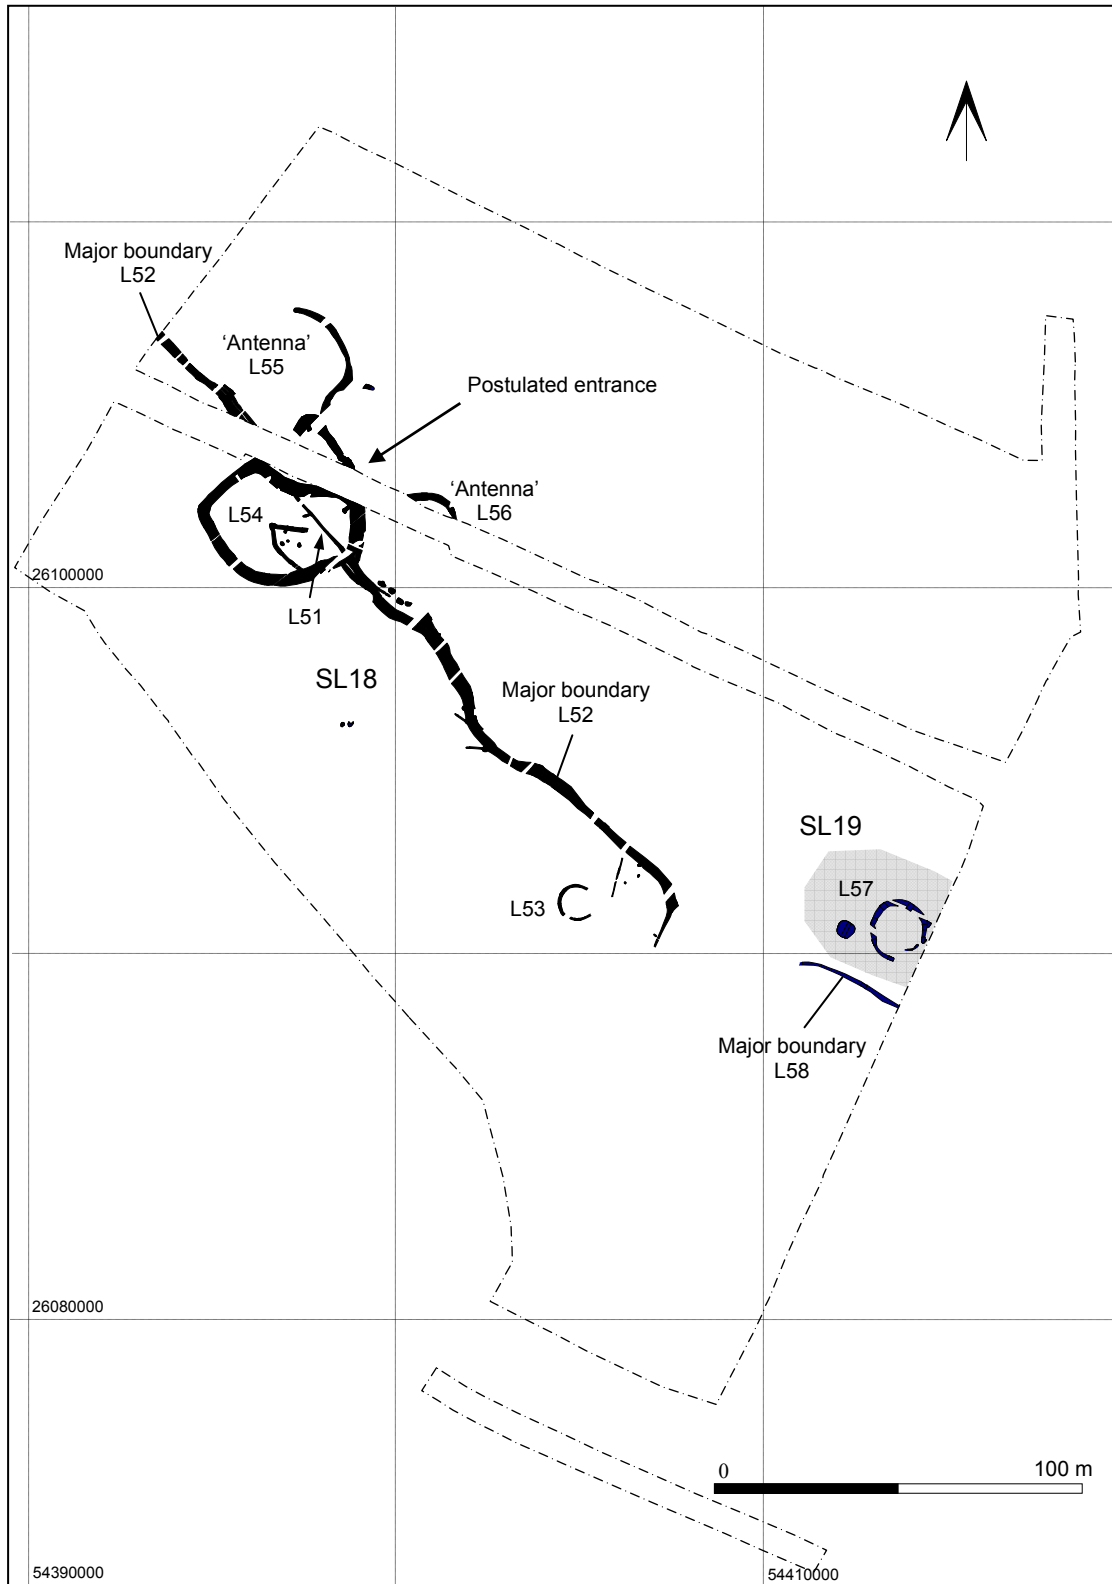 Major boundary
L52
‘Antenna’
L55
Postulated entrance
‘Antenna’
L56
L54
26100000
L51
SL18
Major boundary
L52
SL19
L57
L53
Major boundary
L58
26080000
0
100 m
54390000
54410000